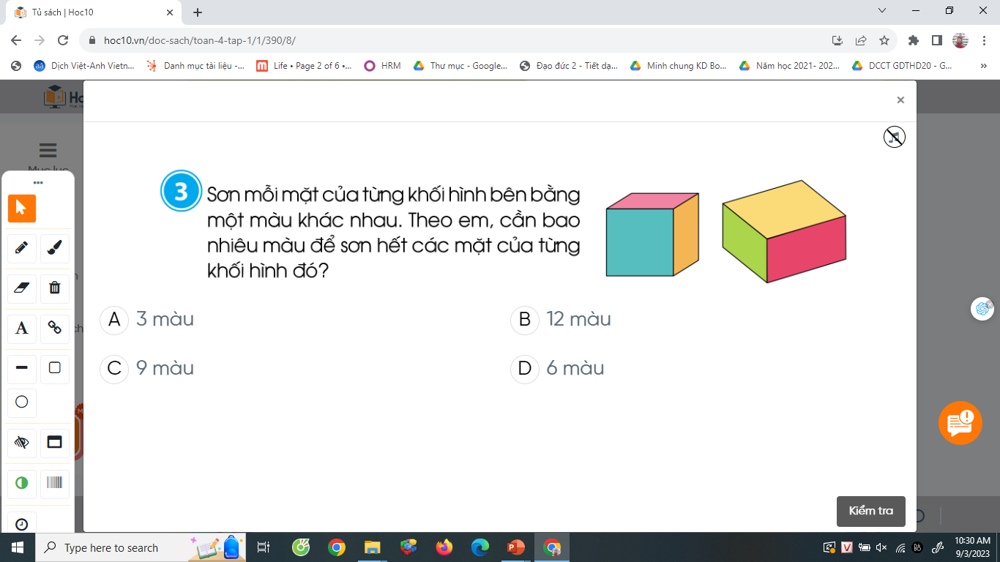 Tủ sách | Hoc10
hoc10.vn/doc-sach/toan-4-tap-1/1/390/8/
Dịch Việt-Anh Vietn... Danh mục tài liệu -... Life • Page 2 of 6 •... HRM Thư mục - Google... Đạo đức 2 - Tiết dạ... Minh chung KD Bo... Năm học 2021- 202... DCCT GDTHD20 - G... »
3 Sơn mỗi mặt của từng khối hình bên bằng
một màu khác nhau. Theo em, cần bao
nhiêu màu để sơn hết các mặt của từng
khối hình đó?
A 3 màu
B 12 màu
C 9 màu
D 6 màu
Kiểm tra
Type here to search
10:30 AM
9/3/2023